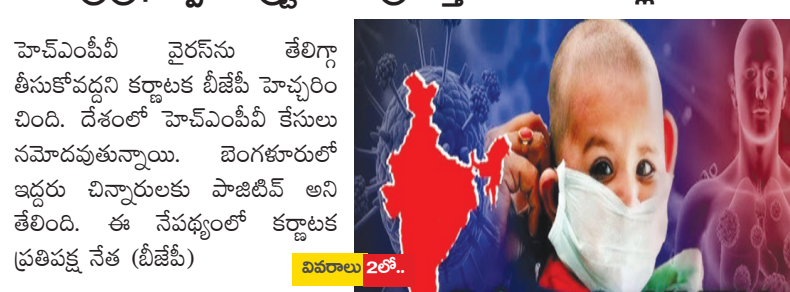 హెచ్ఎంపీవీ వైరస్‌ను తేలిగ్గా
తీసుకోవద్దని కర్ణాటక బీజేపీ హెచ్చరిం
చింది. దేశంలో హెచ్ఎంపీవీ కేసులు
నమోదవుతున్నాయి. బెంగళూరులో
ఇద్దరు చిన్నారులకు పాజిటివ్ అని
తేలింది. ఈ నేపథ్యంలో కర్ణాటక
ప్రతిపక్ష నేత (బీజేపీ)
వివరాలు 2లో..